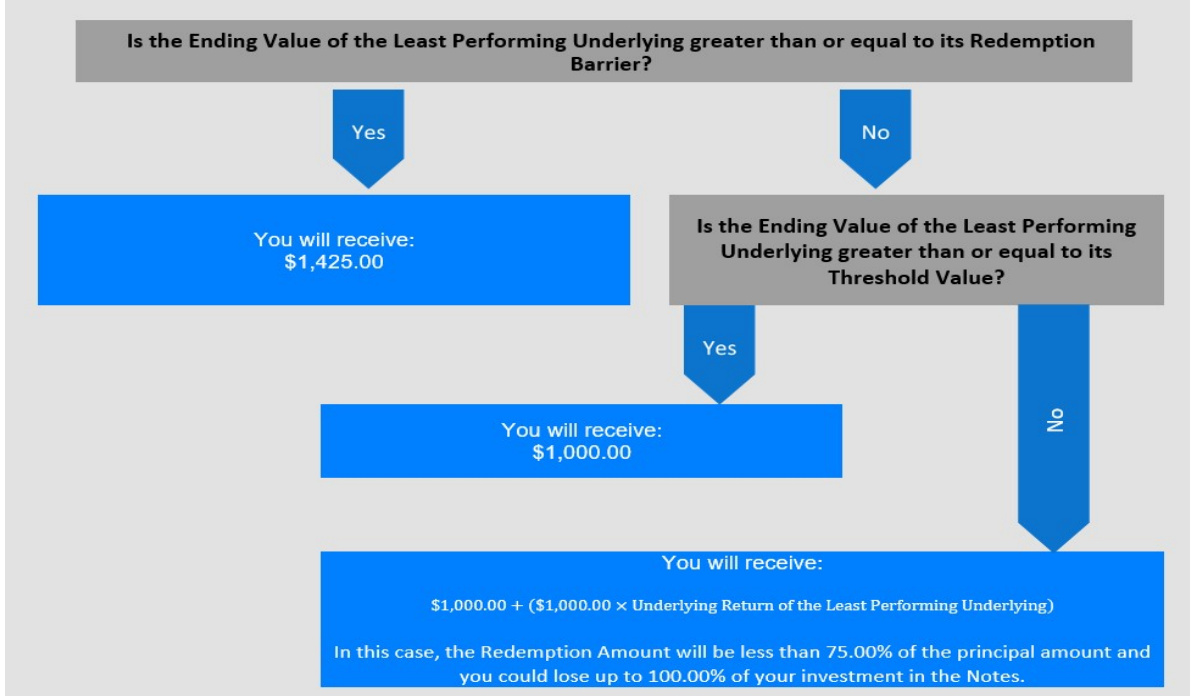 Is the Ending Value of the Least Performing Underlying greater than or equal to its Redemption
Barrier?
Yes
No
You will receive:
$1,425.00
Is the Ending Value of the Least Performing
Underlying greater than or equal to its
Threshold Value?
Yes
No
You will receive:
$1,000.00
You will receive:
$1,000.00 + ($1,000.00 × Underlying Return of the Least Performing Underlying)
In this case, the Redemption Amount will be less than 75.00% of the principal amount and
you could lose up to 100.00% of your investment in the Notes.